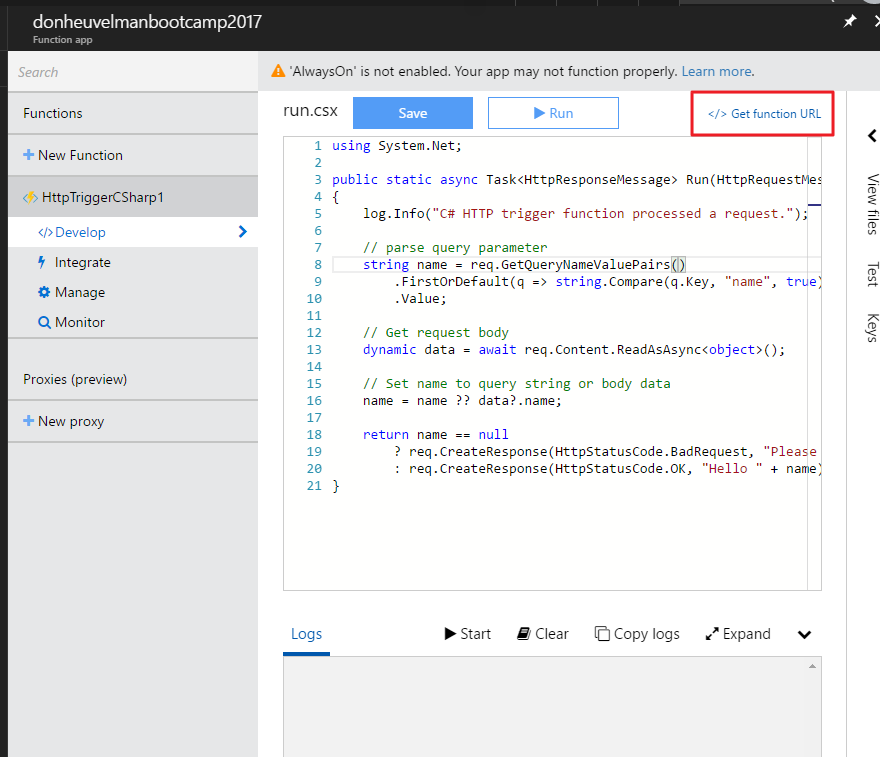 donheuvelmanbootcamp2017
Function app
Search
Functions
+ New Function
HttpTriggerCSharp1
</> Develop
Integrate
Manage
Monitor
Proxies (preview)
+ New proxy
'AlwaysOn' is not enabled. Your app may not function properly. Learn more.
run.csx Save Run </> Get function URL
1 using System.Net;
2
3 public static async Task<HttpResponseMessage> Run(HttpRequestMes
4 {
5 log.Info("C# HTTP trigger function processed a request.");
6
7 // parse query parameter
8 string name = req.GetQueryNameValuePairs()
9 .FirstOrDefault(q => string.Compare(q.Key, "name", true)
10 .Value;
11
12 // Get request body
13 dynamic data = await req.Content.ReadAsAsync<object>();
14
15 // Set name to query string or body data
16 name = name ?? data?.name;
17
18 return name == null
19 ? req.CreateResponse(HttpStatusCode.BadRequest, "Please
20 : req.CreateResponse(HttpStatusCode.OK, "Hello " + name)
21 }
Logs Start Clear Copy logs Expand
View files
Test
Keys